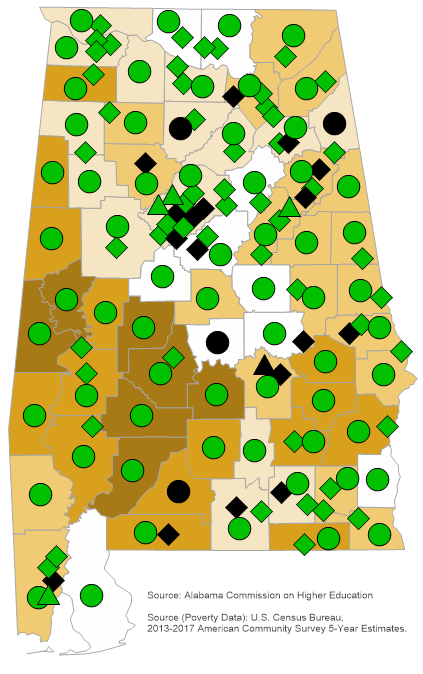 Source: Alabama Commission on Higher Education
Source (Poverty Data): U.S. Census Bureau,
2013-2017 American Community Survey 5-Year Estimates.